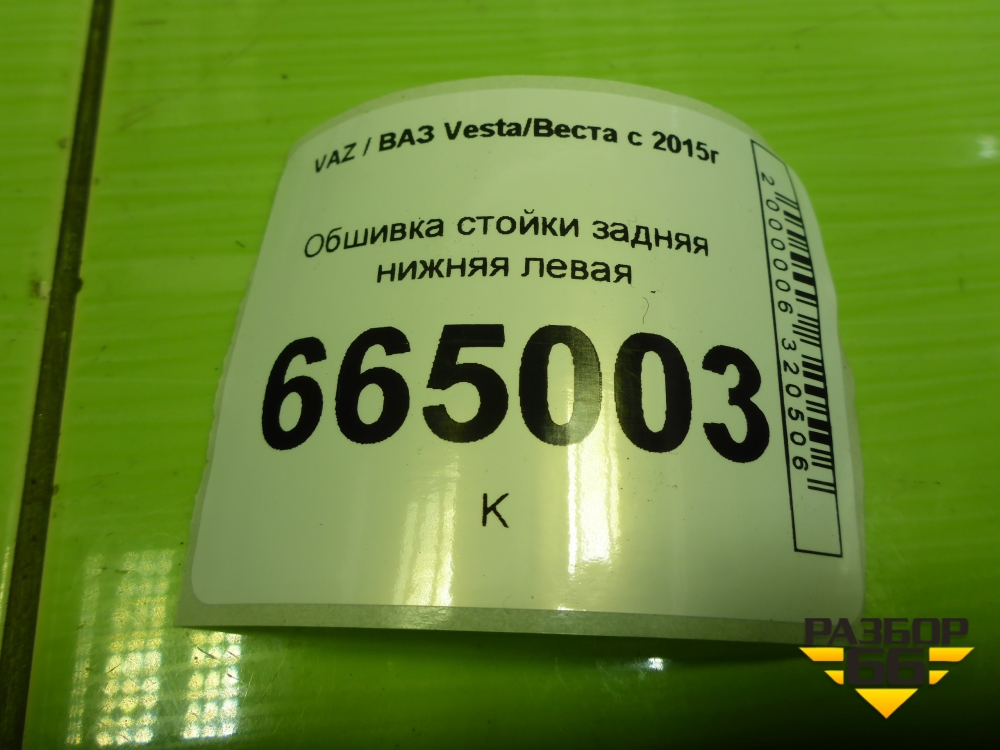 VAZ / ВАЗ Vesta/Веста с 2015г
Обшивка стойки задняя
нижняя левая
665003
К
2000006320506
РАЗБОР
66